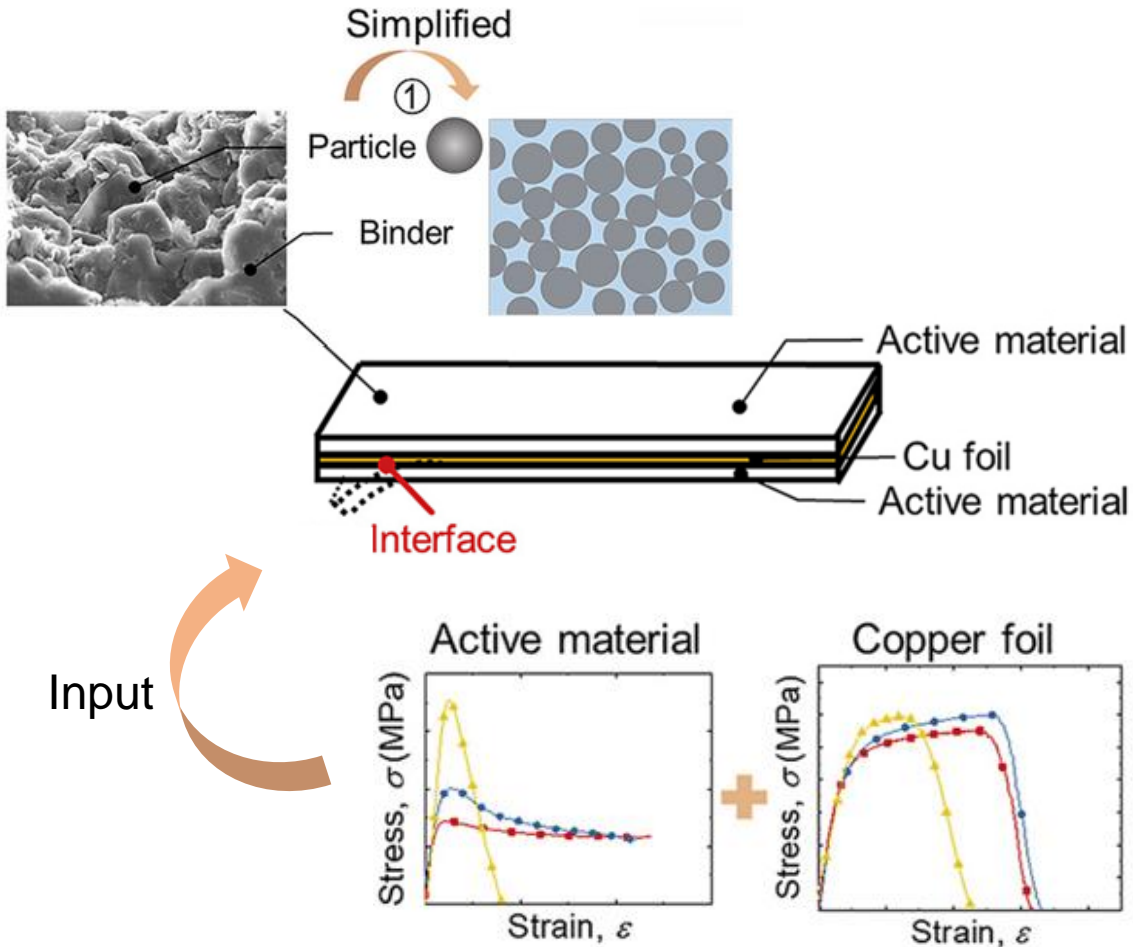 Simplified
①
Particle
Binder
Active material
Cu foil
Active material
Interface
Input
Active material
Copper foil
Stress, σ (MPa)
Strain, ε
Stress, σ (MPa)
Strain, ε